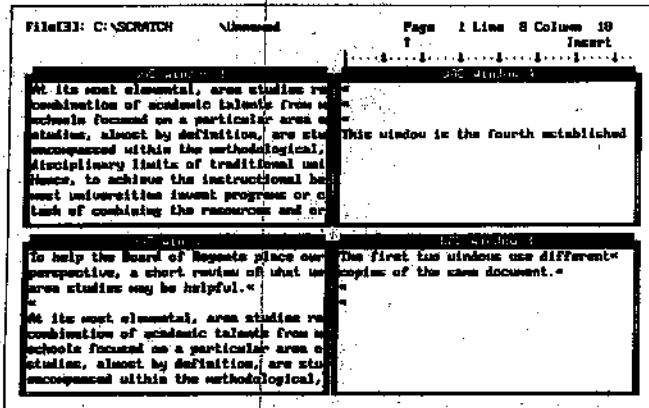 File[3]: C:\SCRATCH \Unnamed Page 1 Line 8 Column 18
Insert
At its most elemental, area studies re
combination of academic talents from
schools focused on a particular area
studies, almost by definition, are stu
encompassed within the methodological,
disciplinary limits of traditional uni
Hence, to achieve the instructional be
most universities invent programs or c
task of combining the resources and or
Window 4
This window is the fourth established
To help the Board of Regents place our
perspective, a short review of what
area studies may be helpful.«
«
At its most elemental, area studies re
combination of academic talents from
schools focused on a particular area o
studies, almost by definition, are stu
encompassed within the methodological,
The first two windows use different«
copies of the same document.«
«
«